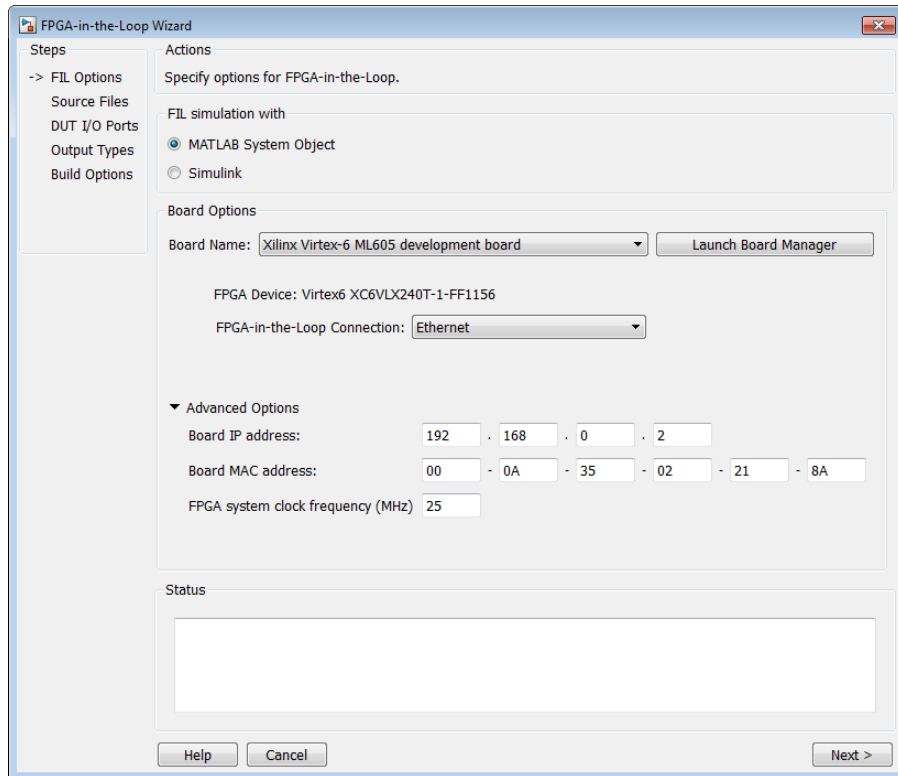 FPGA-in-the-Loop Wizard
Steps
-> FIL Options
Source Files
DUT I/O Ports
Output Types
Build Options
Actions
Specify options for FPGA-in-the-Loop.
FIL simulation with
MATLAB System Object
Simulink
Board Options
Board Name: Xilinx Virtex-6 ML605 development board Launch Board Manager
FPGA Device: Virtex6 XC6VLX240T-1-FF1156
FPGA-in-the-Loop Connection: Ethernet
Advanced Options
Board IP address: 192 . 168 . 0 . 2
Board MAC address: 00 - 0A - 35 - 02 - 21 - 8A
FPGA system clock frequency (MHz) 25
Status
Help Cancel Next >